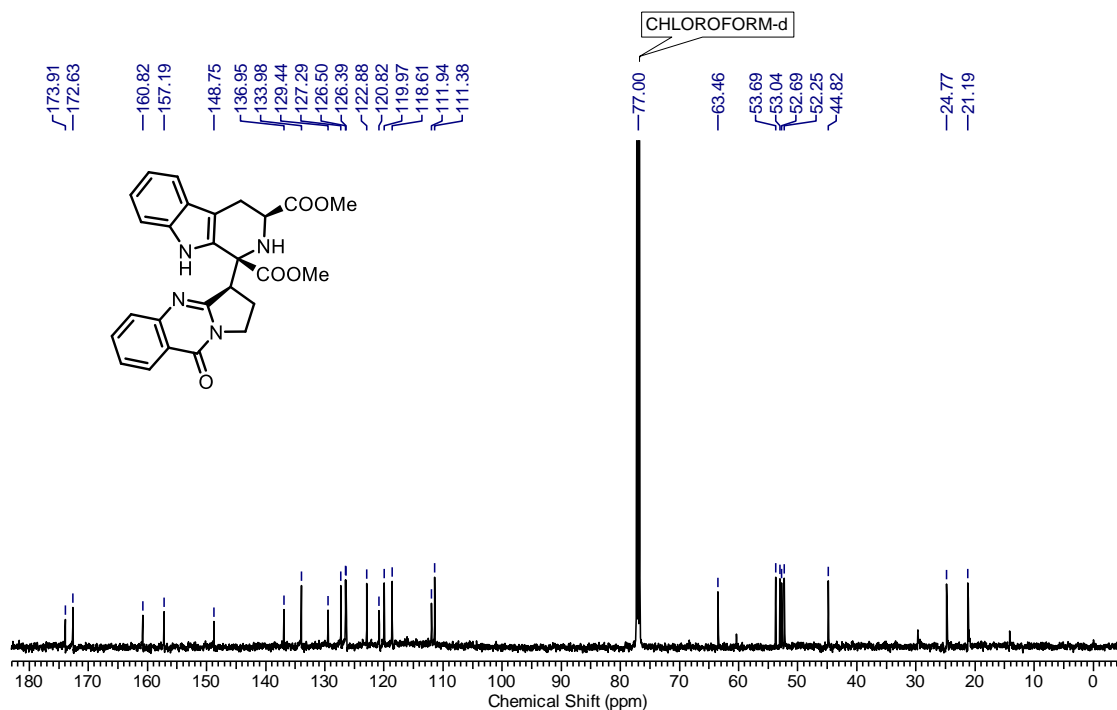 CHLOROFORM-d
173.91
172.63
160.82
157.19
148.75
136.95
133.98
129.44
127.29
126.50
126.39
122.88
120.82
119.97
118.61
111.94
111.38
77.00
63.46
53.69
53.04
52.69
52.25
44.82
24.77
21.19
COOMe
NH
N
H
COOMe
N
N
O
180 170 160 150 140 130 120 110 100 90 80 70 60 50 40 30 20 10 0
Chemical Shift (ppm)